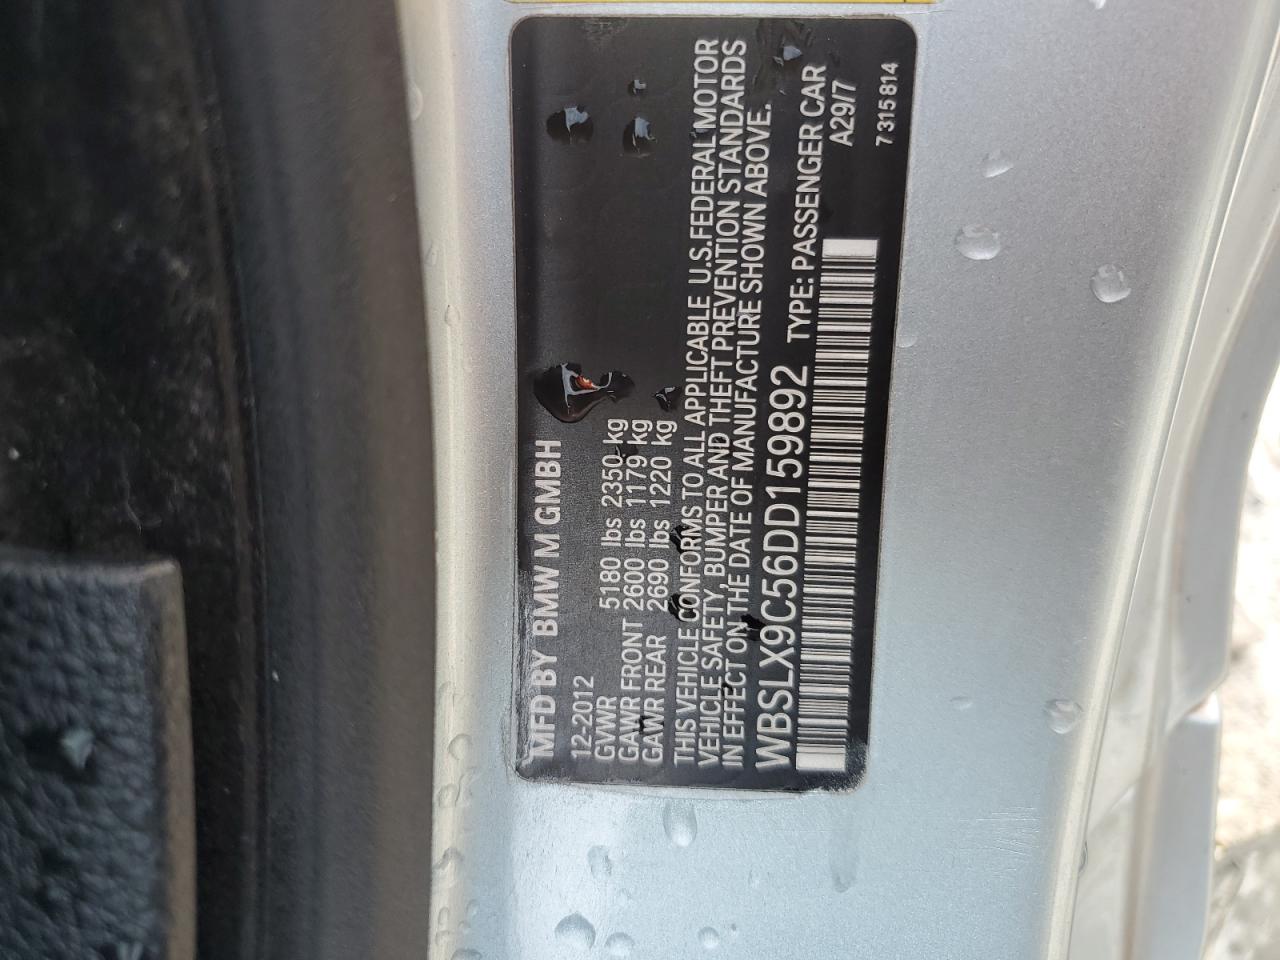 MFD BY BMW M GMBH
12-2012
GVWR 5180 lbs 2350 kg
GAWR FRONT 2600 lbs 1179 kg
GAWR REAR 2690 lbs 1220 kg
THIS VEHICLE CONFORMS TO ALL APPLICABLE U.S.FEDERAL MOTOR
VEHICLE SAFETY, BUMPER AND THEFT PREVENTION STANDARDS
IN EFFECT ON THE DATE OF MANUFACTURE SHOWN ABOVE.
WBSLX9C56DD159892 TYPE: PASSENGER CAR
A29/7
7 315 814